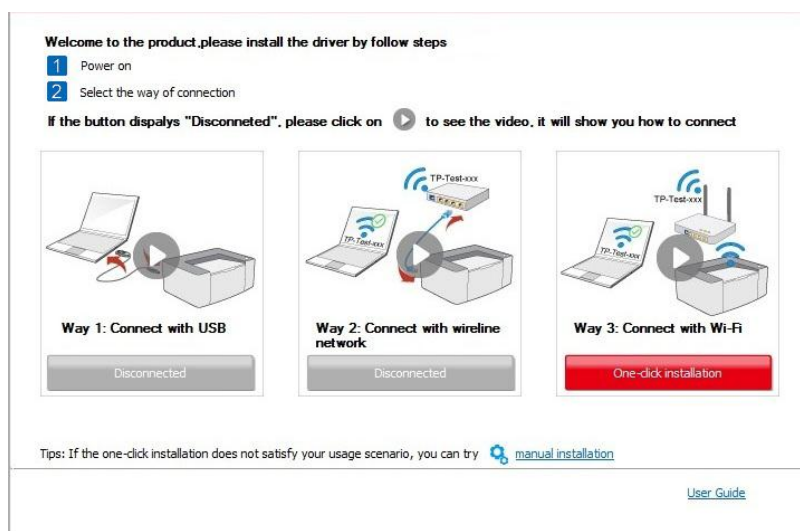 Welcome to the product,please install the driver by follow steps
1 Power on
2 Select the way of connection
If the button dispalys "Disconneted", please click on to see the video, it will show you how to connect
TP-Test-xxx
TP-Test-xxx
TP-Test-xxx
TP-Test-xxx
Way 1: Connect with USB
Way 2: Connect with wireline
network
Way 3: Connect with Wi-Fi
Disconnected
Disconnected
One-click installation
Tips: If the one-click installation does not satisfy your usage scenario, you can try manual installation
User Guide